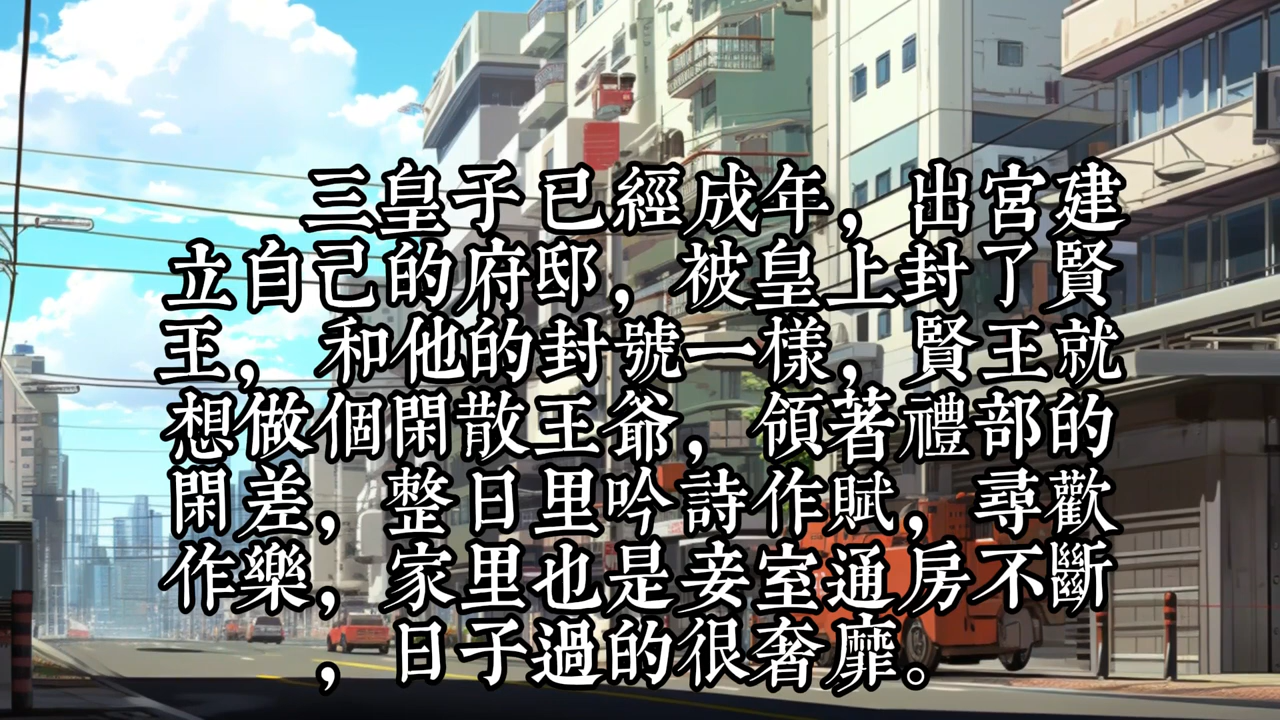 三皇子已經成年，出宮建
立自己的府邸，被皇上封了賢
王，和他的封號一樣，賢王就
想做個閑散王爺，領著禮部的
閑差，整日里吟詩作賦，尋歡
作樂，家里也是妾室通房不斷
，日子過的很奢靡。